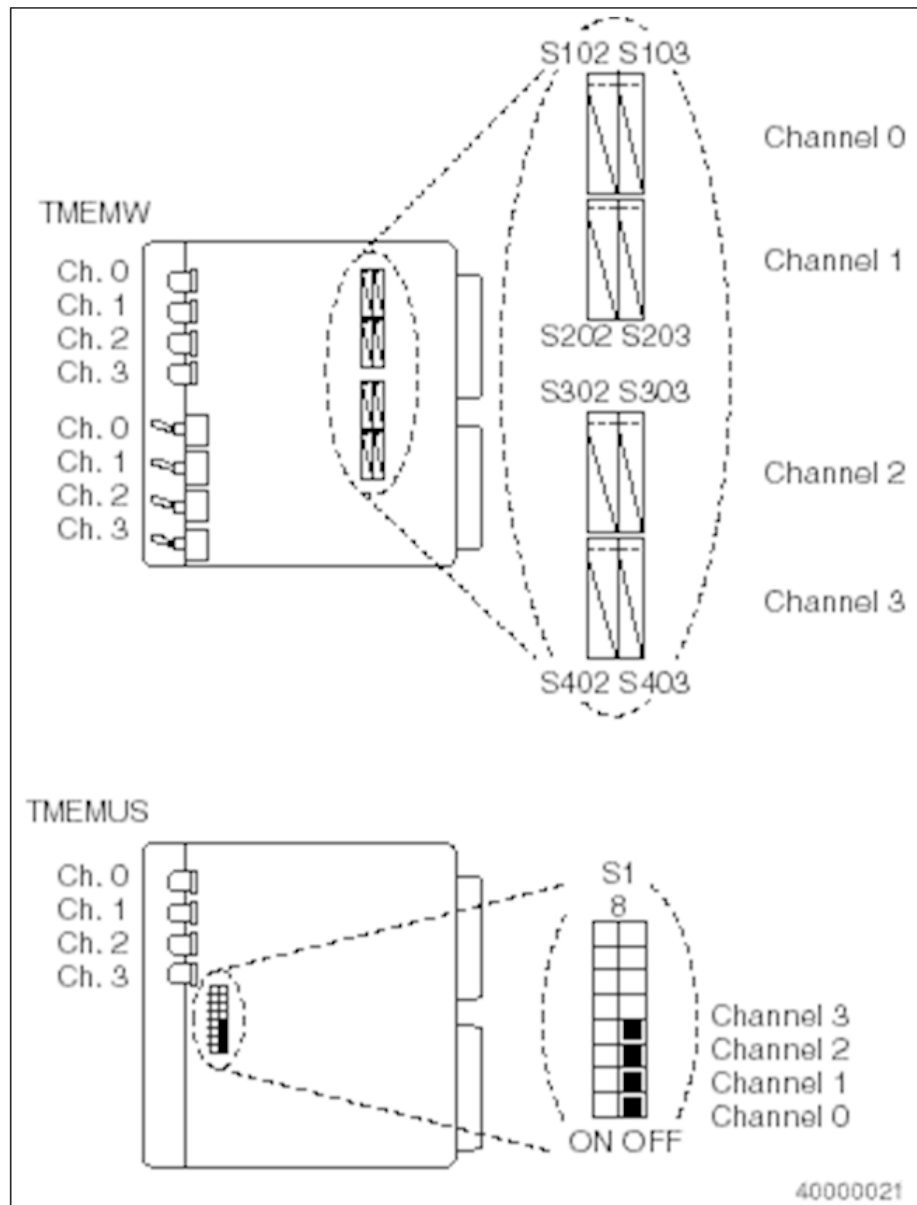 S102 S103
Channel 0
TMEMW
Ch. 0
Ch. 1
Ch. 2
Ch. 3
Ch. 0
Ch. 1
Ch. 2
Ch. 3
Channel 1
S202 S203
S302 S303
Channel 2
Channel 3
S402 S403
TMEMUS
Ch. 0
Ch. 1
Ch. 2
Ch. 3
S1
8
Channel 3
Channel 2
Channel 1
Channel 0
ON OFF
40000021